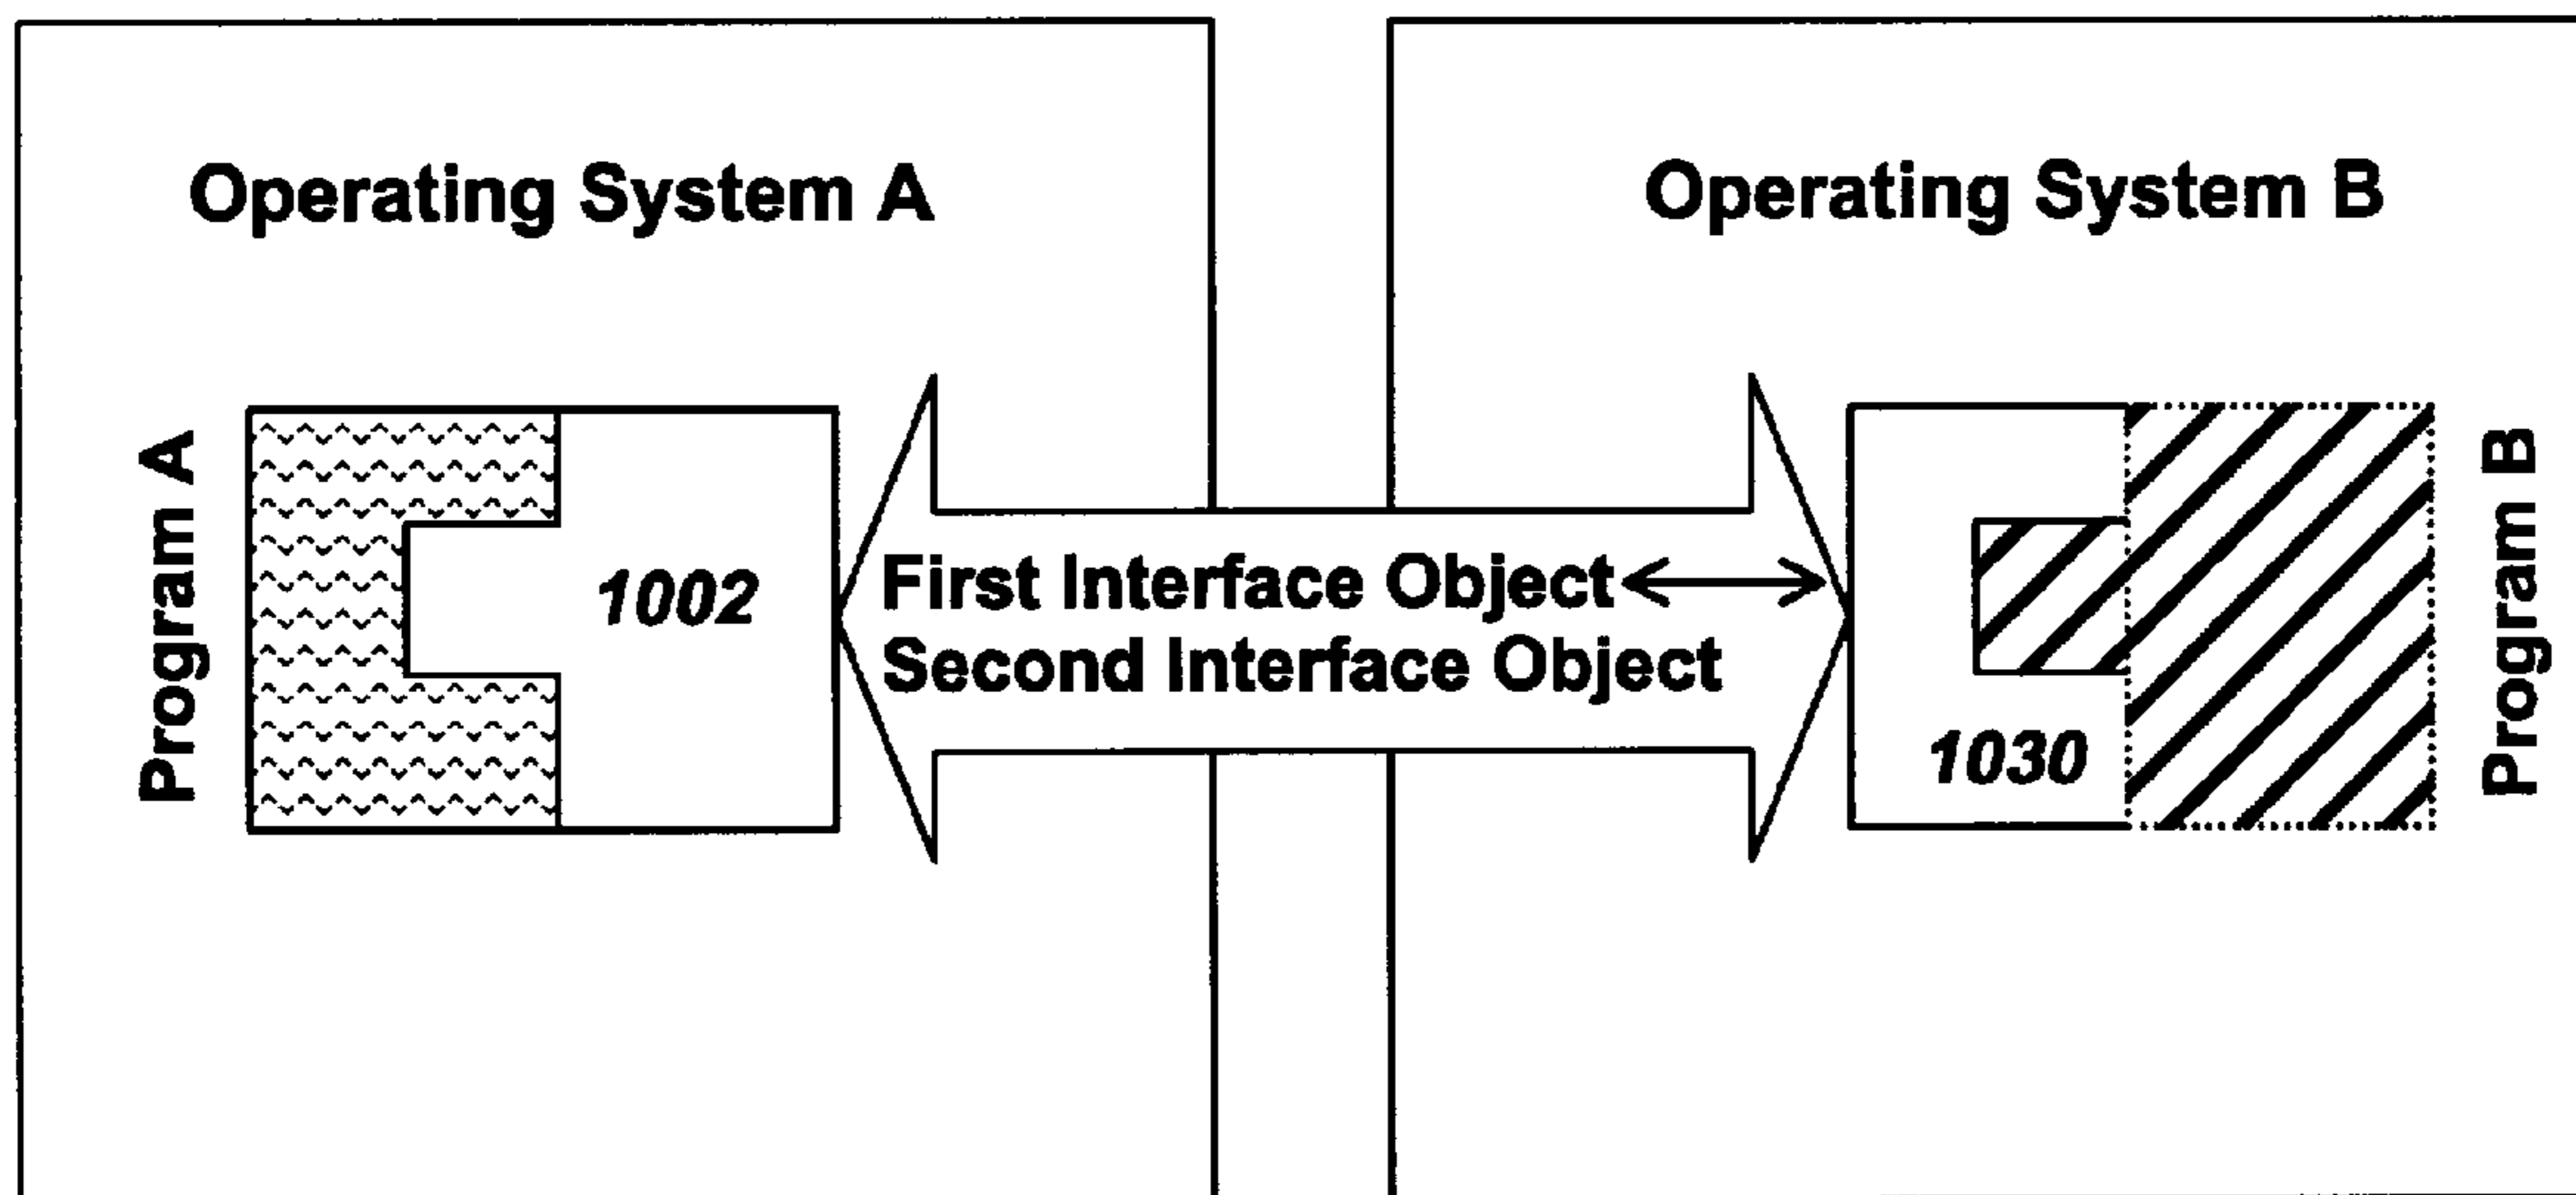 Operating System A
Operating System B
Program A
1002
First Interface Object
Second Interface Object
1030
Program B